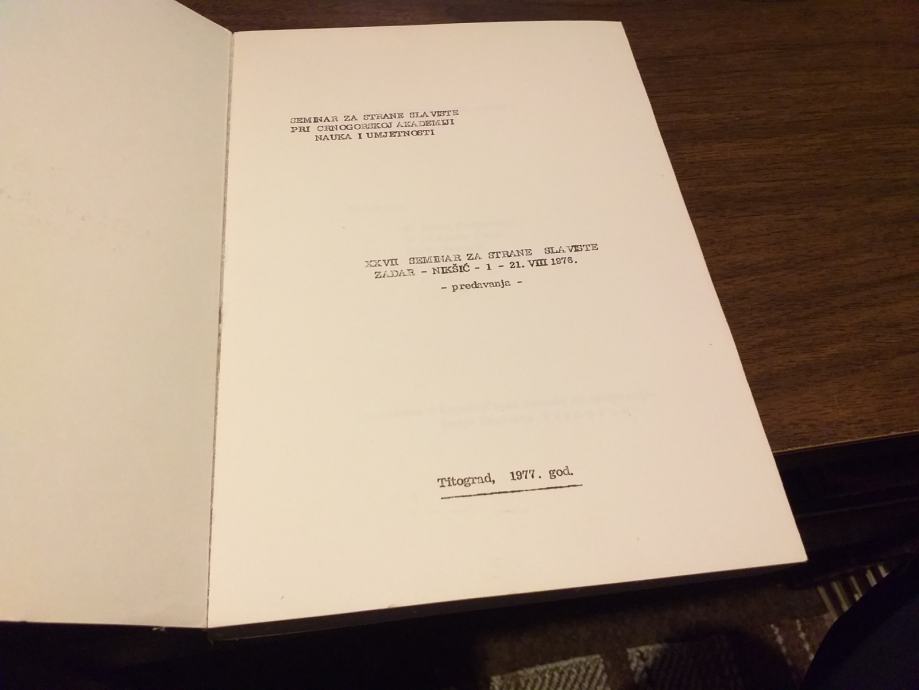 SEMINAR ZA STRANE SLAVISTE
PRI CRNOGORSKOJ AKADEMIJI
NAUKA I UMJETNOSTI
XXVII SEMINAR ZA STRANE SLAVISTE
ZADAR - NIKŠIĆ - 1 - 21. VIII 1976.
- predavanja -
Titograd, 1977. god.